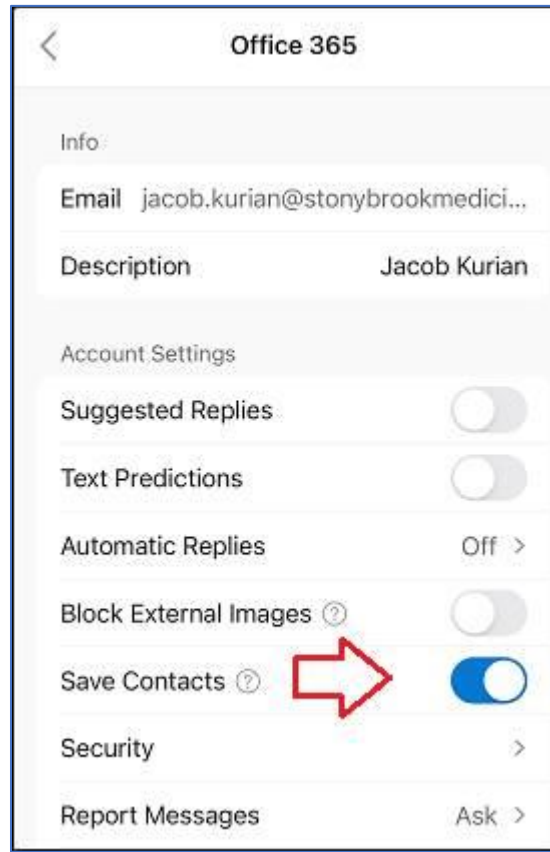 Office 365
Info
Email jacob.kurian@stonybrookmedici...
Description Jacob Kurian
Account Settings
Suggested Replies
Text Predictions
Automatic Replies Off >
Block External Images ?
Save Contacts ?
Security >
Report Messages Ask >